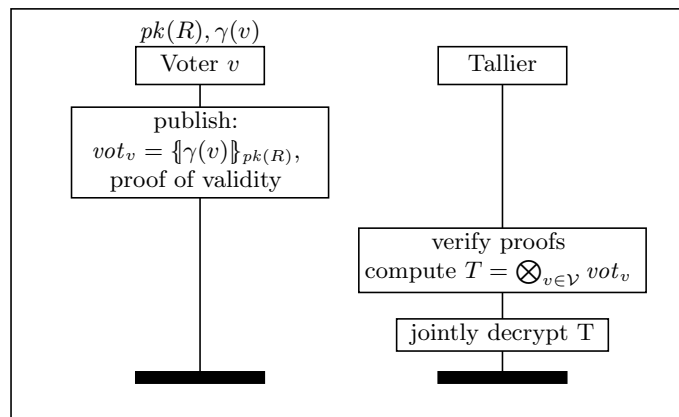 pk(R), γ(v)
Voter v
Tallier
publish:
vot_v = {|γ(v)|}_{pk(R)},
proof of validity
verify proofs
compute T = ⨂_{v∈𝒱} vot_v
jointly decrypt T